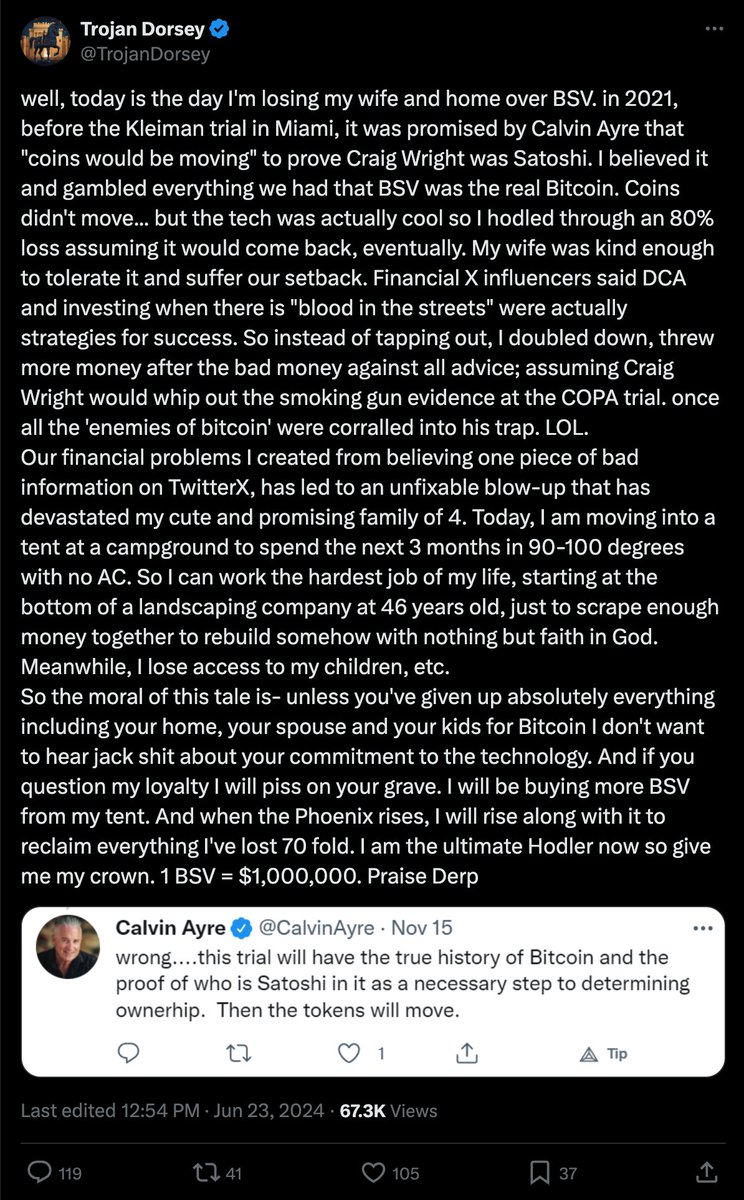 Trojan Dorsey
@TrojanDorsey
well, today is the day I'm losing my wife and home over BSV. in 2021,
before the Kleiman trial in Miami, it was promised by Calvin Ayre that
"coins would be moving" to prove Craig Wright was Satoshi. I believed it
and gambled everything we had that BSV was the real Bitcoin. Coins
didn't move... but the tech was actually cool so I hodled through an 80%
loss assuming it would come back, eventually. My wife was kind enough
to tolerate it and suffer our setback. Financial X influencers said DCA
and investing when there is "blood in the streets" were actually
strategies for success. So instead of tapping out, I doubled down, threw
more money after the bad money against all advice; assuming Craig
Wright would whip out the smoking gun evidence at the COPA trial. once
all the 'enemies of bitcoin' were corralled into his trap. LOL.
Our financial problems I created from believing one piece of bad
information on TwitterX, has led to an unfixable blow-up that has
devastated my cute and promising family of 4. Today, I am moving into a
tent at a campground to spend the next 3 months in 90-100 degrees
with no AC. So I can work the hardest job of my life, starting at the
bottom of a landscaping company at 46 years old, just to scrape enough
money together to rebuild somehow with nothing but faith in God.
Meanwhile, I lose access to my children, etc.
So the moral of this tale is- unless you've given up absolutely everything
including your home, your spouse and your kids for Bitcoin I don't want
to hear jack shit about your commitment to the technology. And if you
question my loyalty I will piss on your grave. I will be buying more BSV
from my tent. And when the Phoenix rises, I will rise along with it to
reclaim everything I've lost 70 fold. I am the ultimate Hodler now so give
me my crown. 1 BSV = $1,000,000. Praise Derp
Calvin Ayre @CalvinAyre · Nov 15
wrong....this trial will have the true history of Bitcoin and the
proof of who is Satoshi in it as a necessary step to determining
ownerhip. Then the tokens will move.
1 Tip
Last edited 12:54 PM · Jun 23, 2024 · 67.3K Views
119 41 105 37